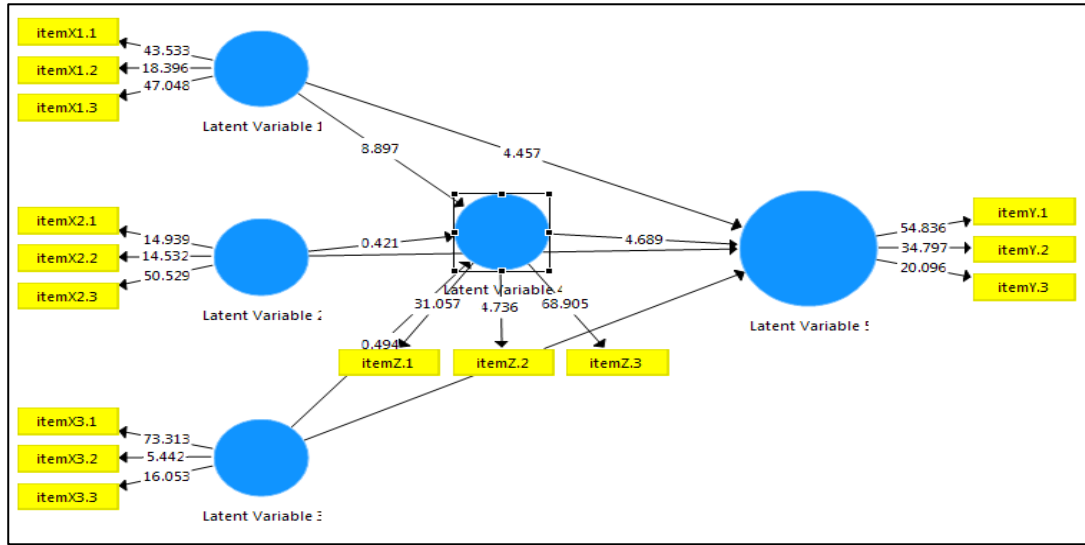 itemX1.1
43.533
itemX1.2
18.396
itemX1.3
47.048
Latent Variable 1
8.897
4.457
itemX2.1
14.939
itemX2.2
14.532
itemX2.3
50.529
Latent Variable 2
0.421
4.689
Latent Variable 4
31.057
4.736
68.905
0.494
itemZ.1
itemZ.2
itemZ.3
54.836
itemY.1
34.797
itemY.2
20.096
itemY.3
Latent Variable 5
itemX3.1
73.313
itemX3.2
5.442
itemX3.3
16.053
Latent Variable 3